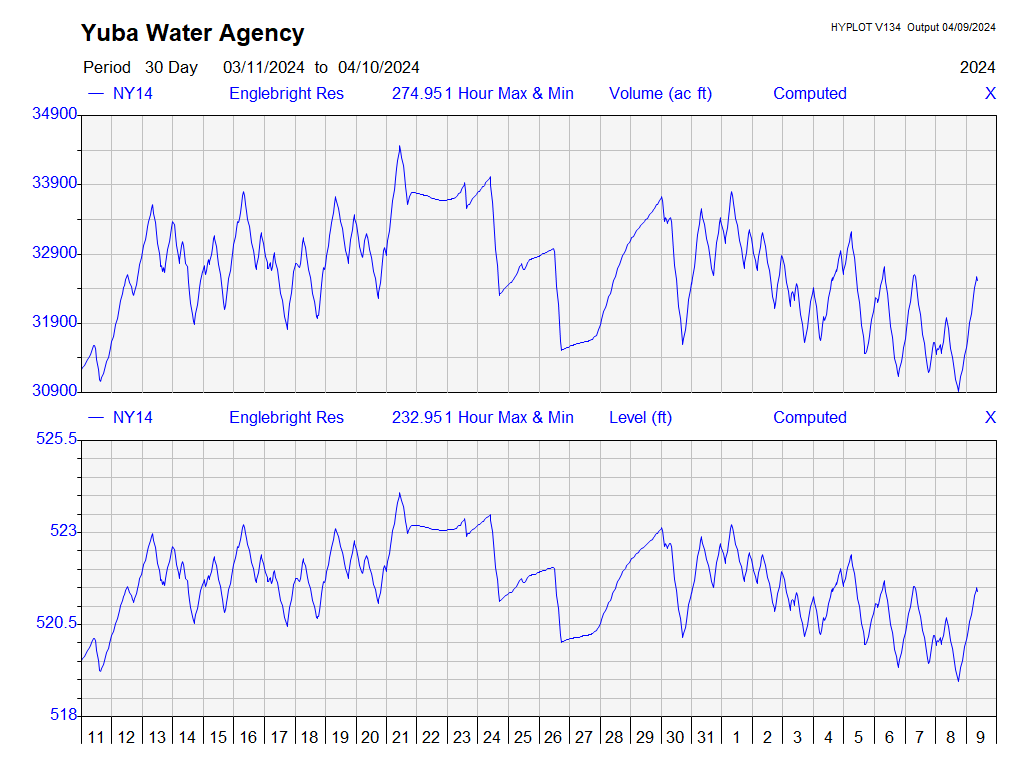 Yuba Water Agency
HYPLOT V134 Output 04/09/2024
Period 30 Day 03/11/2024 to 04/10/2024 2024
— NY14 Englebright Res 274.951 Hour Max & Min Volume (ac ft) Computed X
34900
33900
32900
31900
30900
— NY14 Englebright Res 232.951 Hour Max & Min Level (ft) Computed X
525.5
523
520.5
518
11 12 13 14 15 16 17 18 19 20 21 22 23 24 25 26 27 28 29 30 31 1 2 3 4 5 6 7 8 9